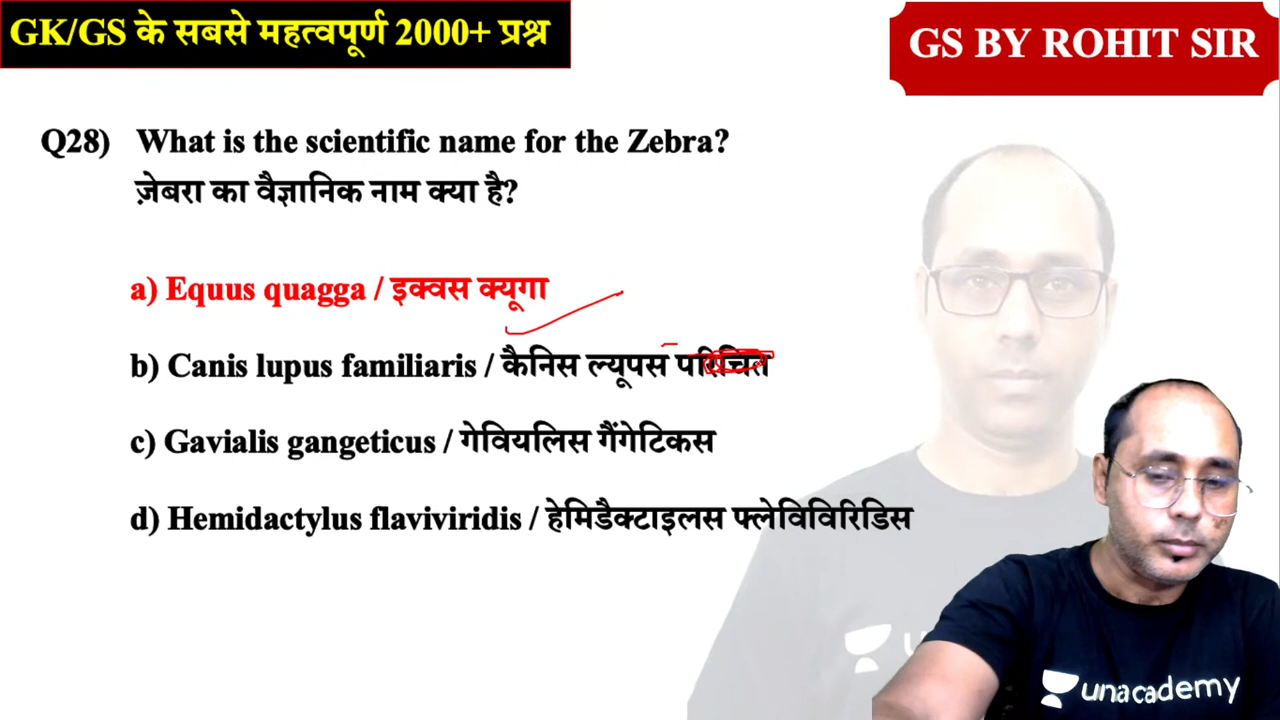 GK/GS के सबसे महत्वपूर्ण 2000+ प्रश्न
GS BY ROHIT SIR
Q28) What is the scientific name for the Zebra?
ज़ेबरा का वैज्ञानिक नाम क्या है?
a) Equus quagga / इक्वस क्यूगा
b) Canis lupus familiaris / कैनिस ल्यूपस परिचित
c) Gavialis gangeticus / गेवियलिस गैंगेटिकस
d) Hemidactylus flaviviridis / हेमिडैक्टाइलस फ्लेविविरिडिस
unacademy